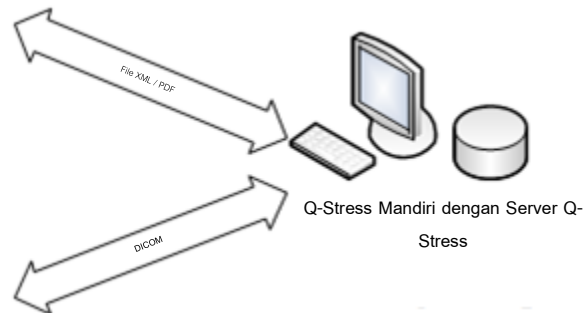 File XML / PDF
Q-Stress Mandiri dengan Server Q-
Stress
DICOM